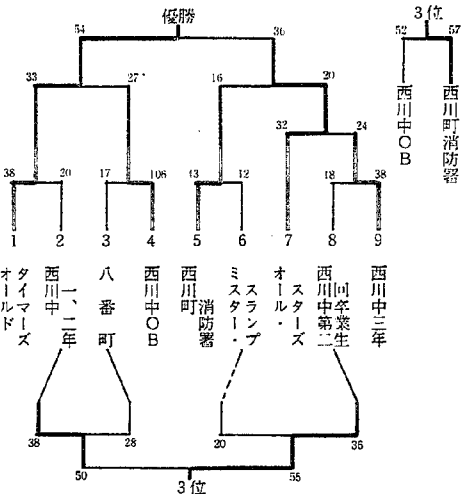 優勝
54 36
33 27 16 20
32 24
38 20 17 106 43 42 18 38
1 2 3 4 5 6 7 8 9
オールド
タイマーズ
西川中
一、二年
八番町
西川中OB
西川町
消防署
ミスター・
スランプ
オール・
スターズ
西川中第二
回卒業生
西川中三年
38 28 20 36
50 55
3位
3位
52 57
西川中OB
西川町消防署